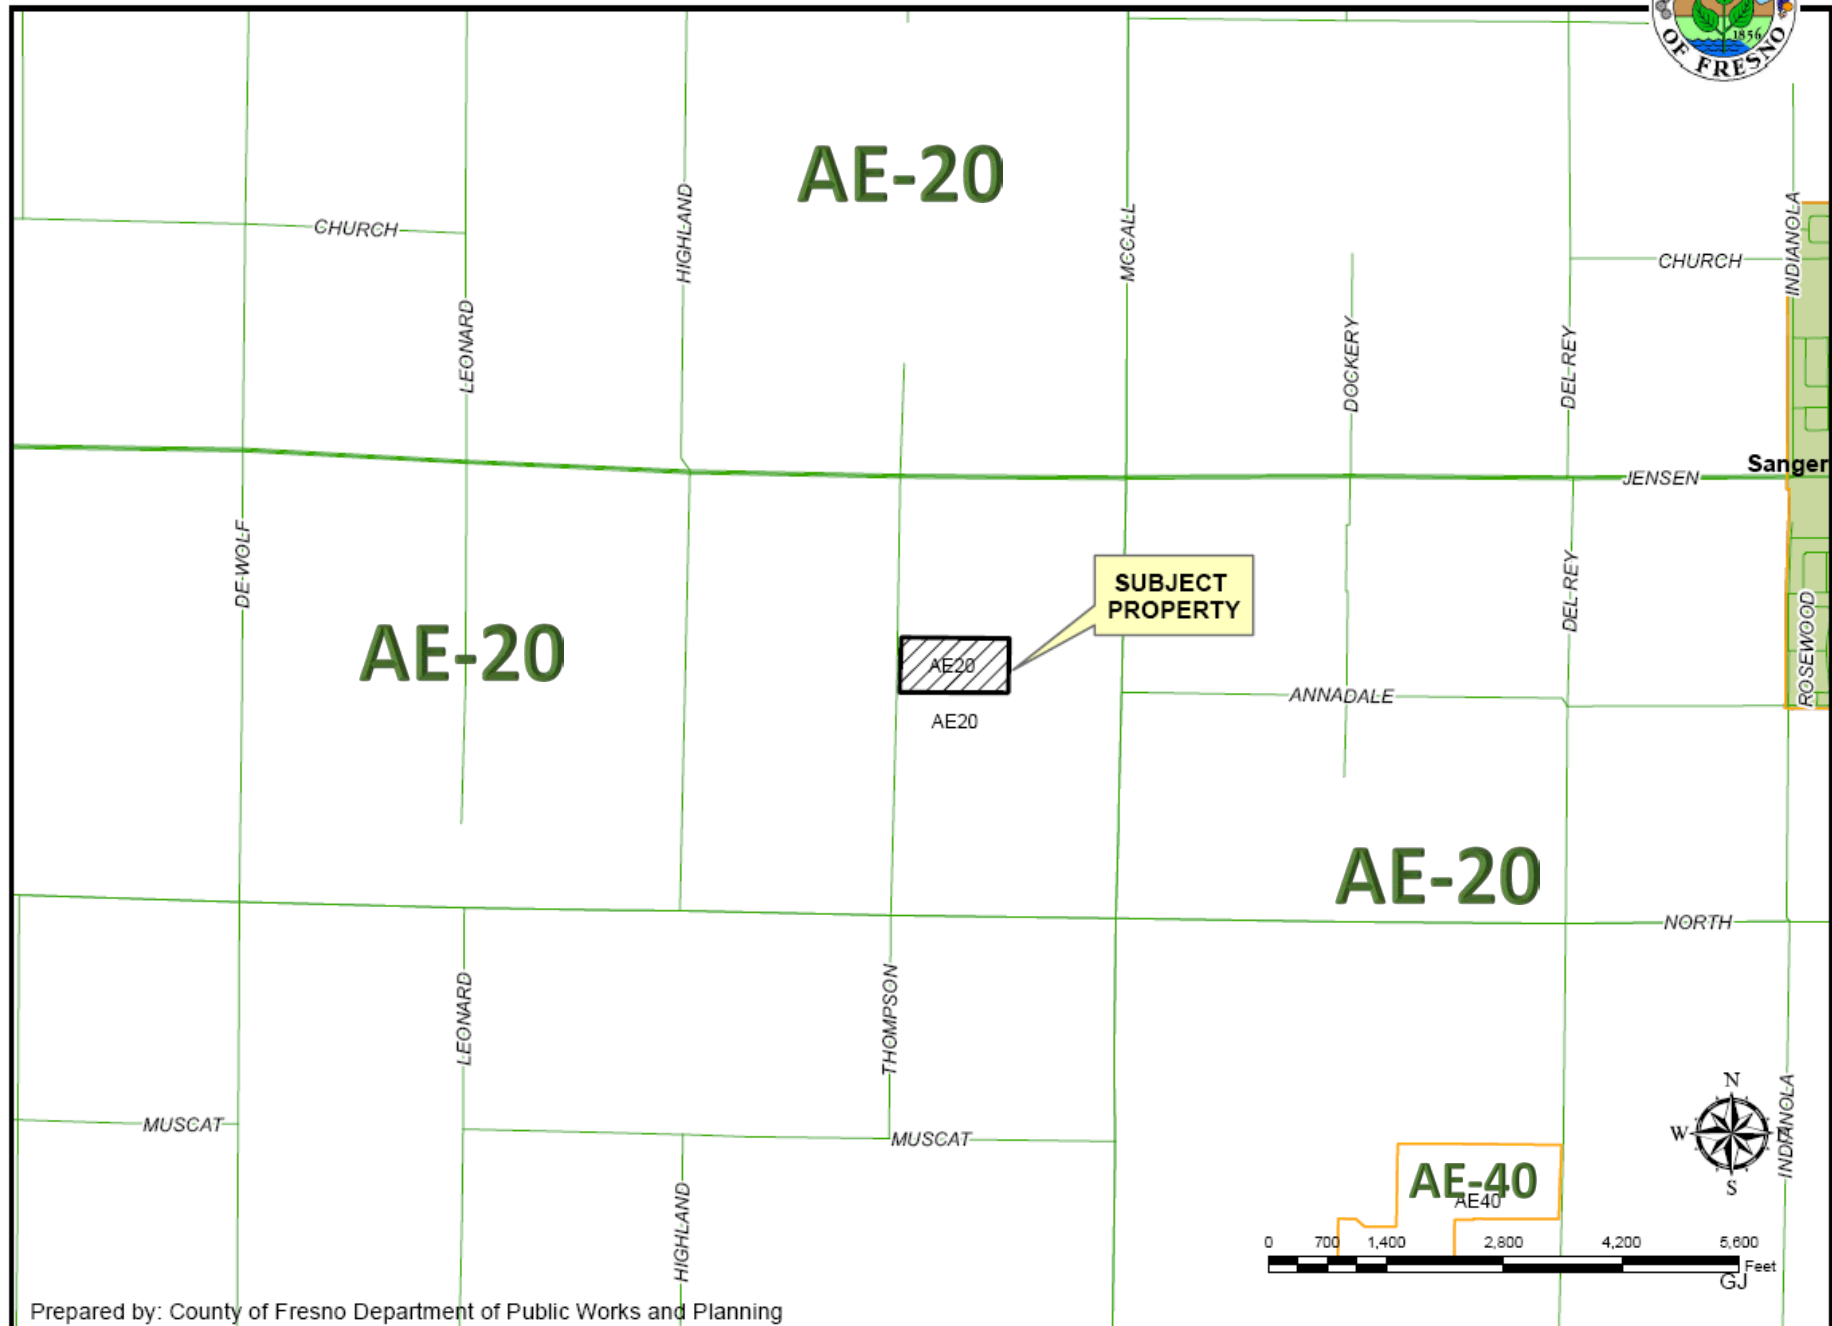 1856
OF FRESNO
AE-20
HIGHLAND
MCCALL
INDIANOLA
CHURCH
CHURCH
LEONARD
DOCKERY
DEL-REY
Sanger
JENSEN
DE-WOLF
SUBJECT
PROPERTY
DEL-REY
ROSEWOOD
AE-20
AE20
ANNADALE
AE20
AE-20
NORTH
LEONARD
THOMPSON
N
INDIANOLA
MUSCAT
MUSCAT
W
S
HIGHLAND
AE-40
AE40
0 700 1,400 2,800 4,200 5,600
Feet
GJ
Prepared by: County of Fresno Department of Public Works and Planning